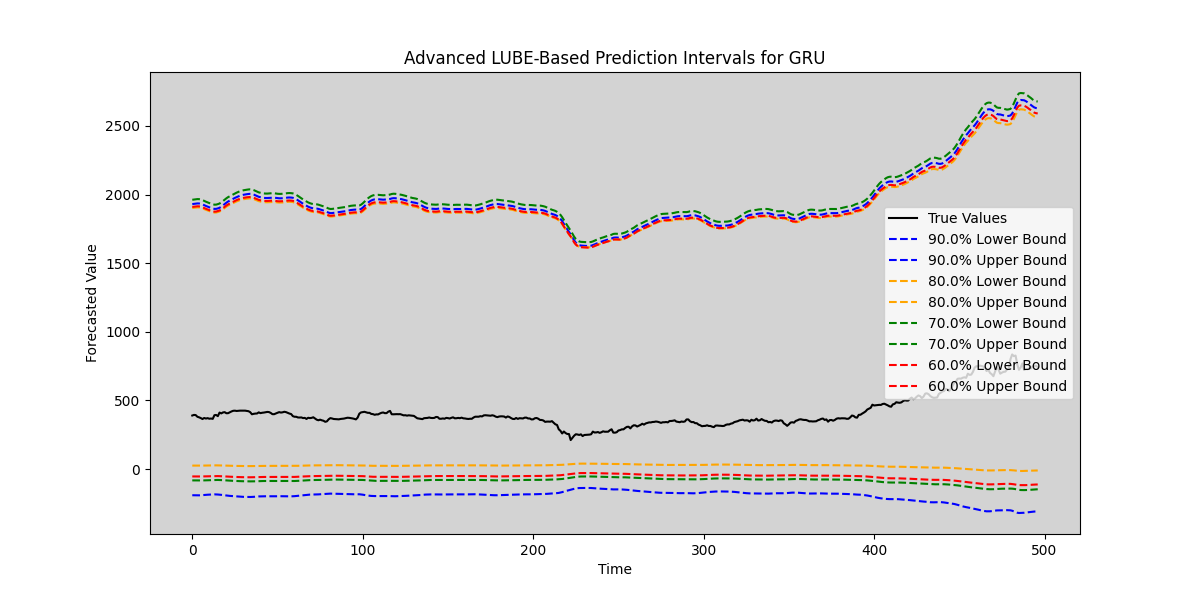 Advanced LUBE-Based Prediction Intervals for GRU
Forecasted Value
2500
2000
1500
1000
500
0
True Values
90.0% Lower Bound
90.0% Upper Bound
80.0% Lower Bound
80.0% Upper Bound
70.0% Lower Bound
70.0% Upper Bound
60.0% Lower Bound
60.0% Upper Bound
0
100
200
300
400
500
Time